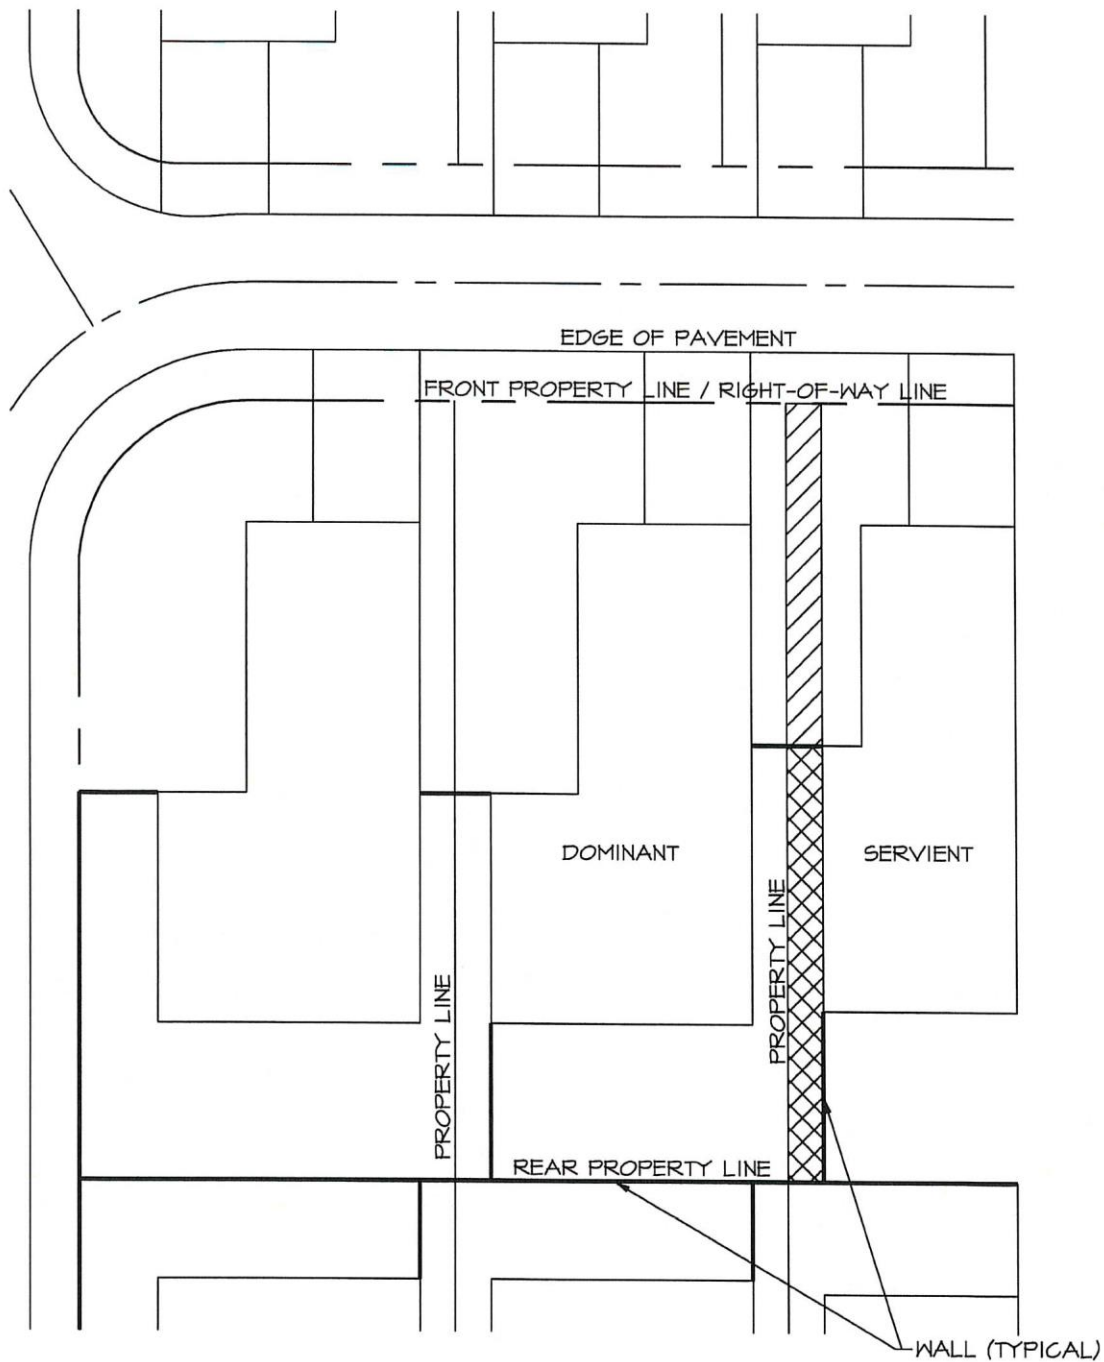 EDGE OF PAVEMENT
FRONT PROPERTY LINE / RIGHT-OF-WAY LINE
DOMINANT
SERVIENT
PROPERTY LINE
PROPERTY LINE
REAR PROPERTY LINE
WALL (TYPICAL)